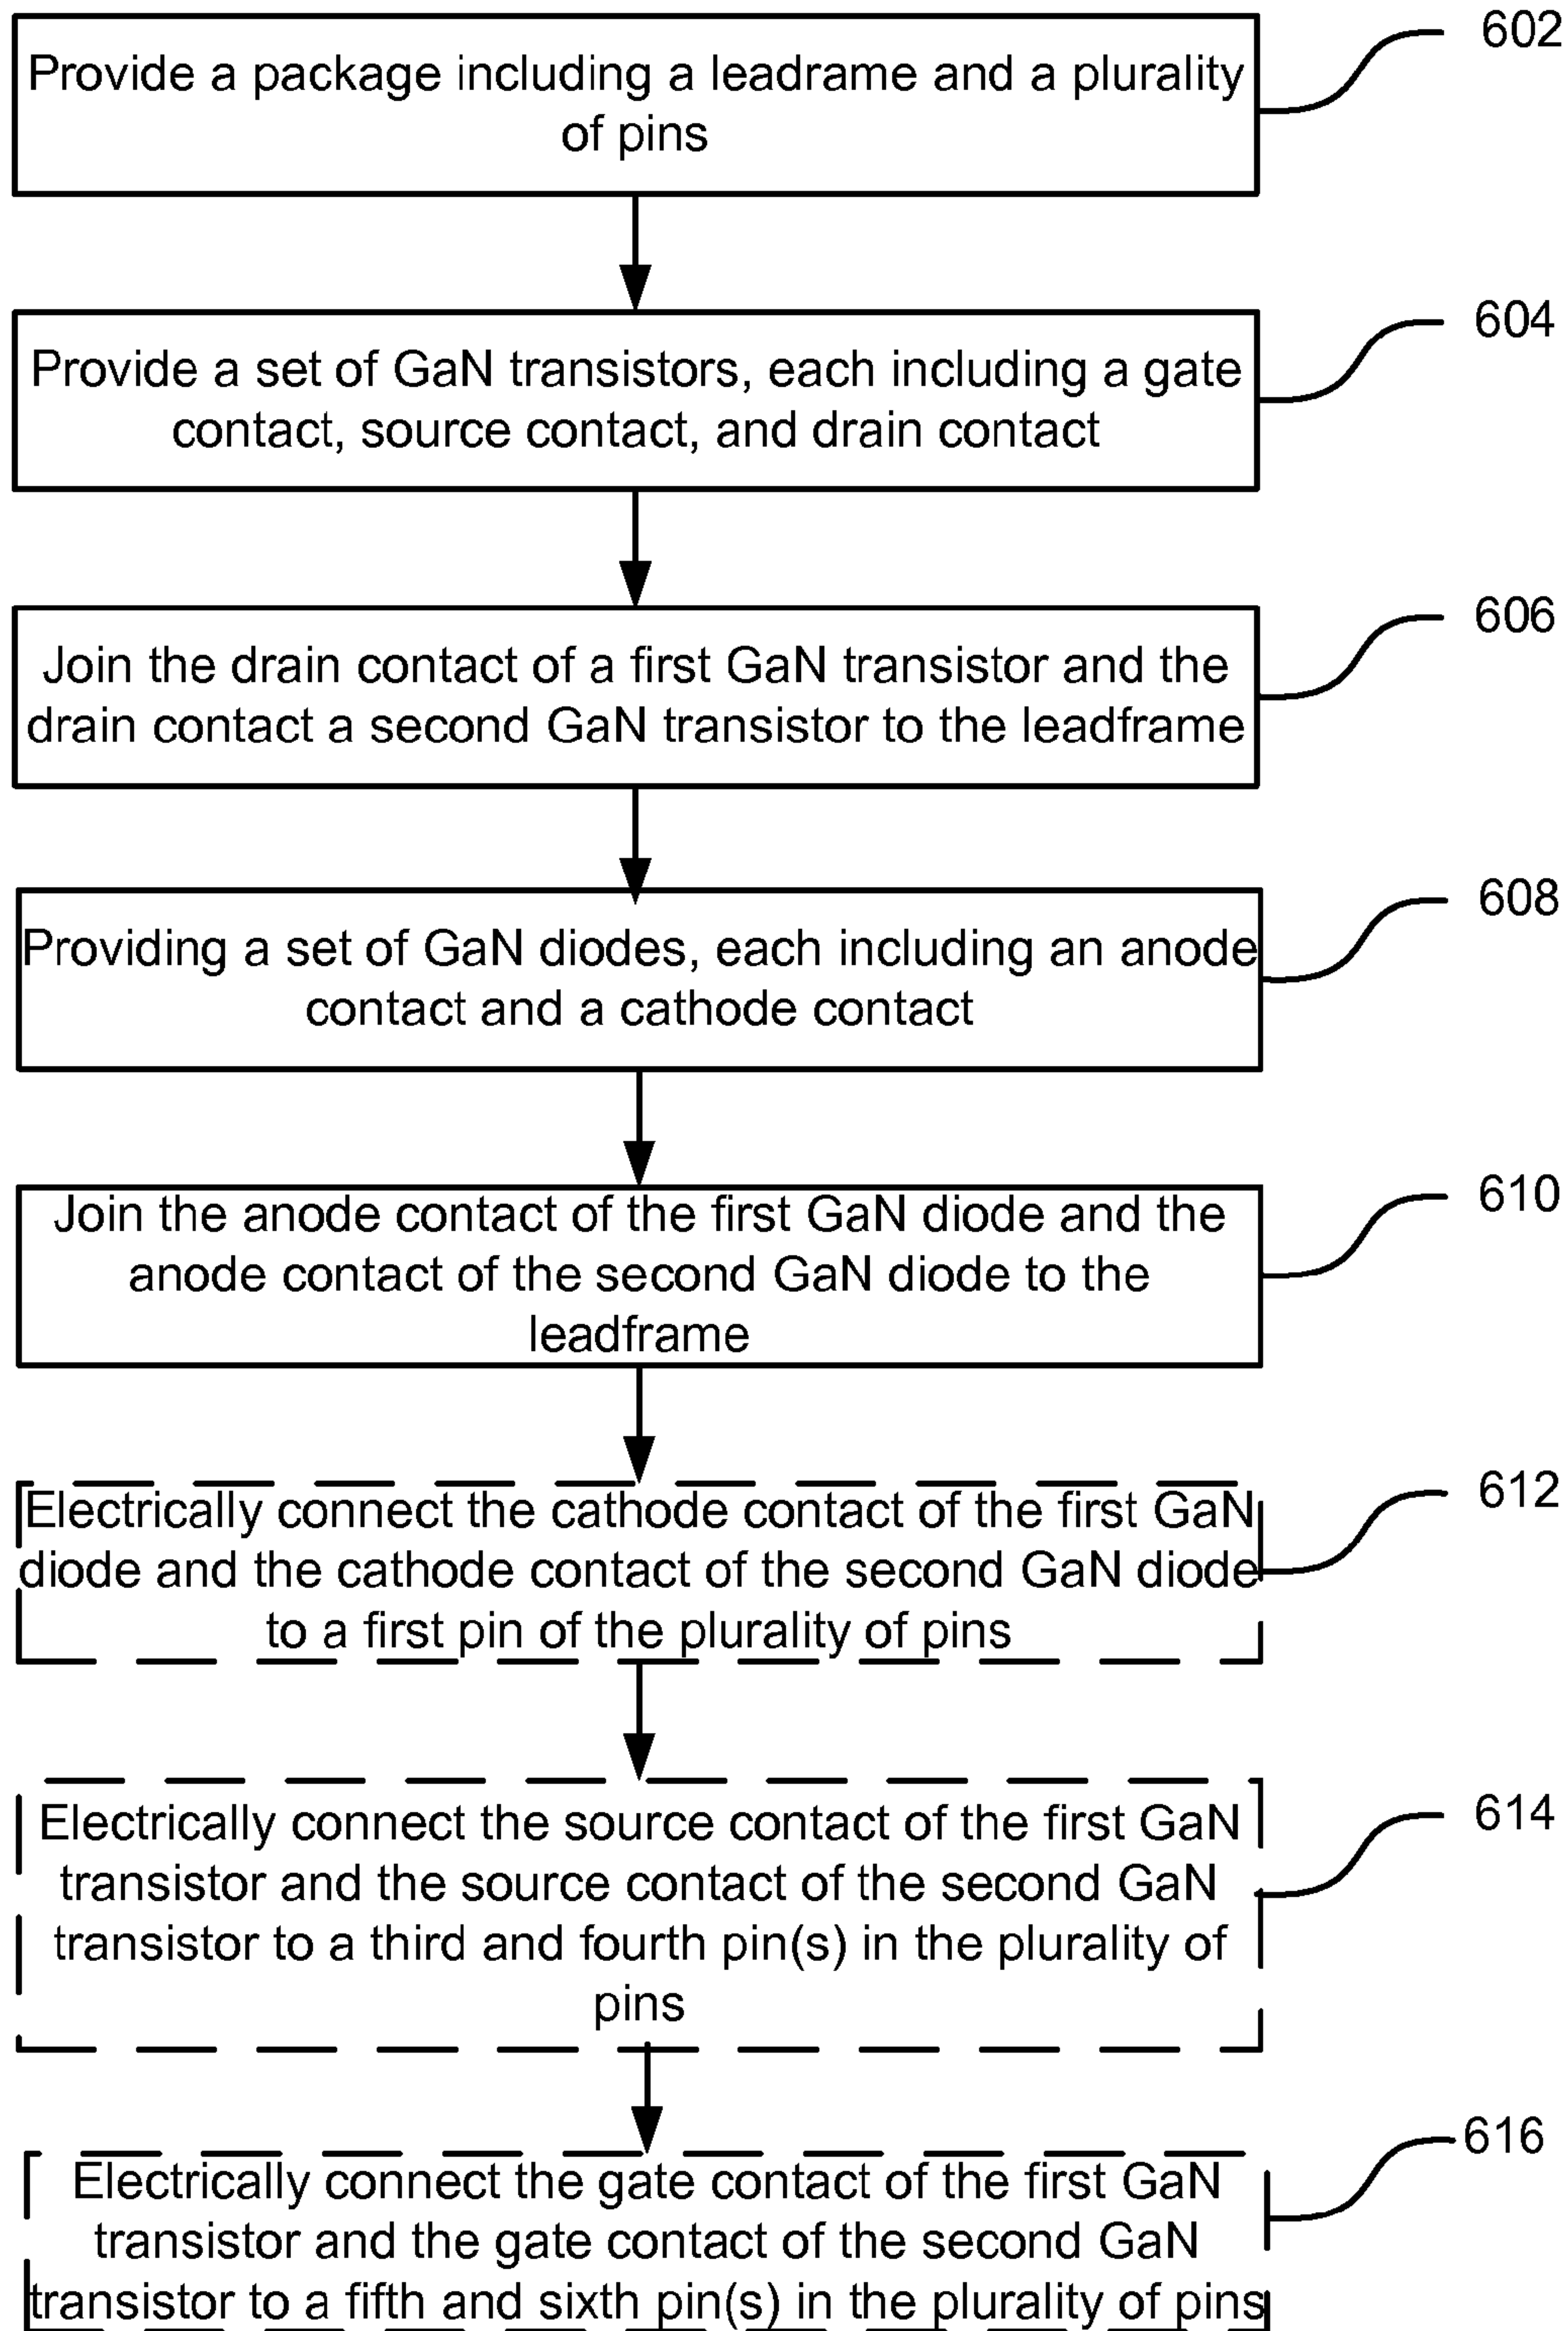 602
Provide a package including a leadrame and a plurality
of pins
604
Provide a set of GaN transistors, each including a gate
contact, source contact, and drain contact
606
Join the drain contact of a first GaN transistor and the
drain contact a second GaN transistor to the leadframe
608
Providing a set of GaN diodes, each including an anode
contact and a cathode contact
610
Join the anode contact of the first GaN diode and the
anode contact of the second GaN diode to the
leadframe
612
Electrically connect the cathode contact of the first GaN
diode and the cathode contact of the second GaN diode
to a first pin of the plurality of pins
614
Electrically connect the source contact of the first GaN
transistor and the source contact of the second GaN
transistor to a third and fourth pin(s) in the plurality of
pins
616
Electrically connect the gate contact of the first GaN
transistor and the gate contact of the second GaN
transistor to a fifth and sixth pin(s) in the plurality of pins